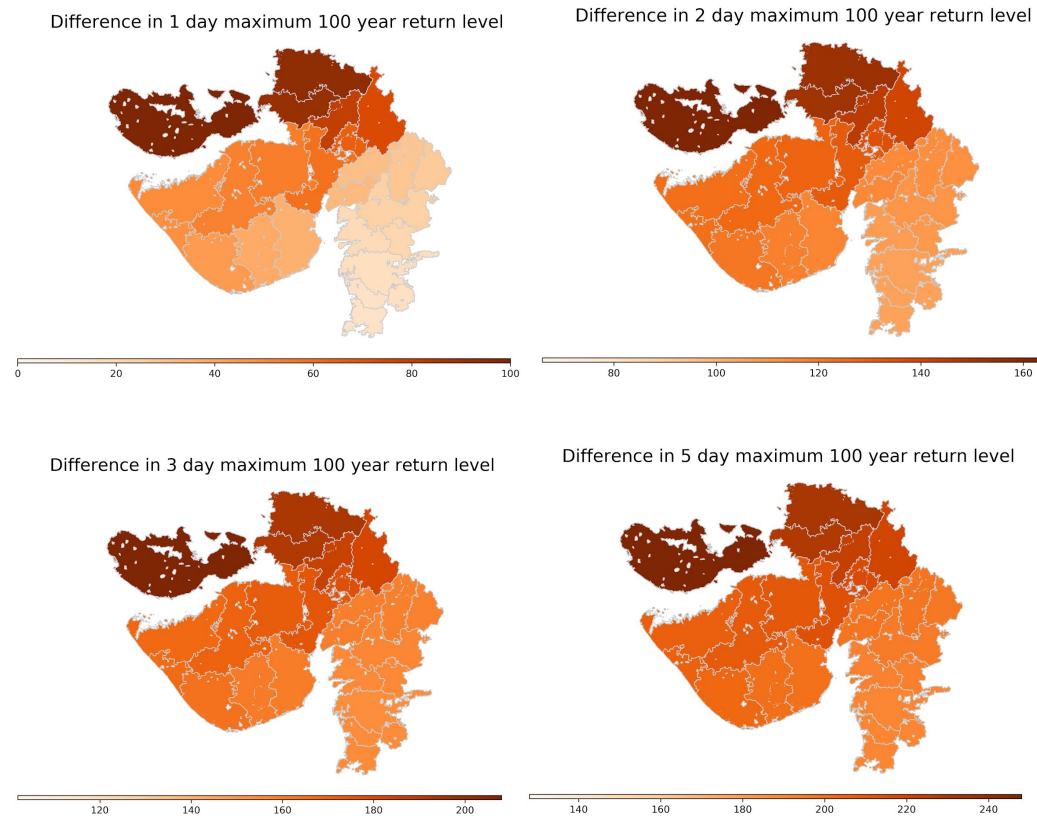 Difference in 1 day maximum 100 year return level
0 20 40 60 80 100
Difference in 2 day maximum 100 year return level
80 100 120 140 160
Difference in 3 day maximum 100 year return level
120 140 160 180 200
Difference in 5 day maximum 100 year return level
140 160 180 200 220 240